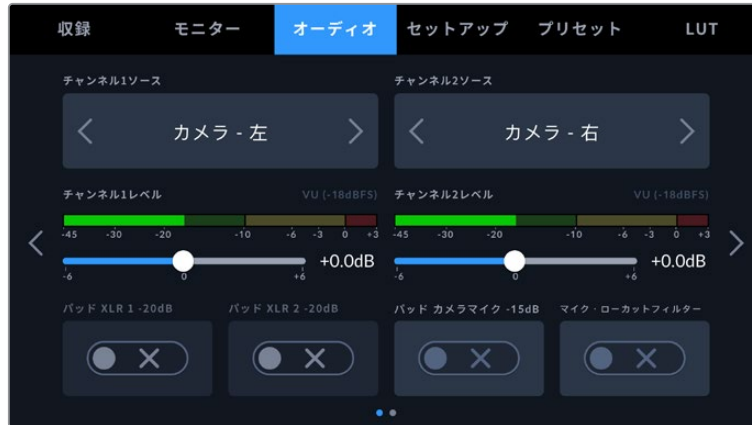 収録 モニター オーディオ セットアップ プリセット LUT
チャンネル1ソース チャンネル2ソース
カメラ - 左 カメラ - 右
チャンネル1レベル VU (-18dBFS) チャンネル2レベル VU (-18dBFS)
-45 -30 -20 -10 -6 -3 0 +3 -45 -30 -20 -10 -6 -3 0 +3
+0.0dB +0.0dB
-6 0 +6 -6 0 +6
パッド XLR 1 -20dB パッド XLR 2 -20dB パッド カメラマイク -15dB マイク・ローカットフィルター